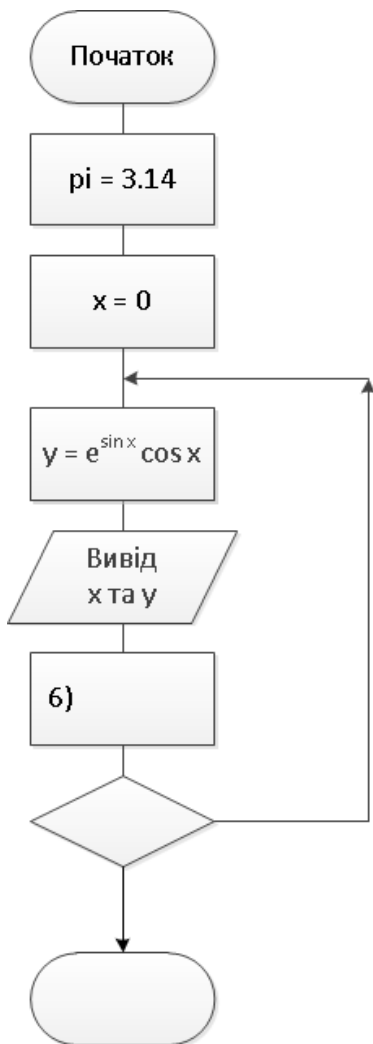 Початок
pi = 3.14
x = 0
y = e^sin x cos x
Вивід
x та y
6)